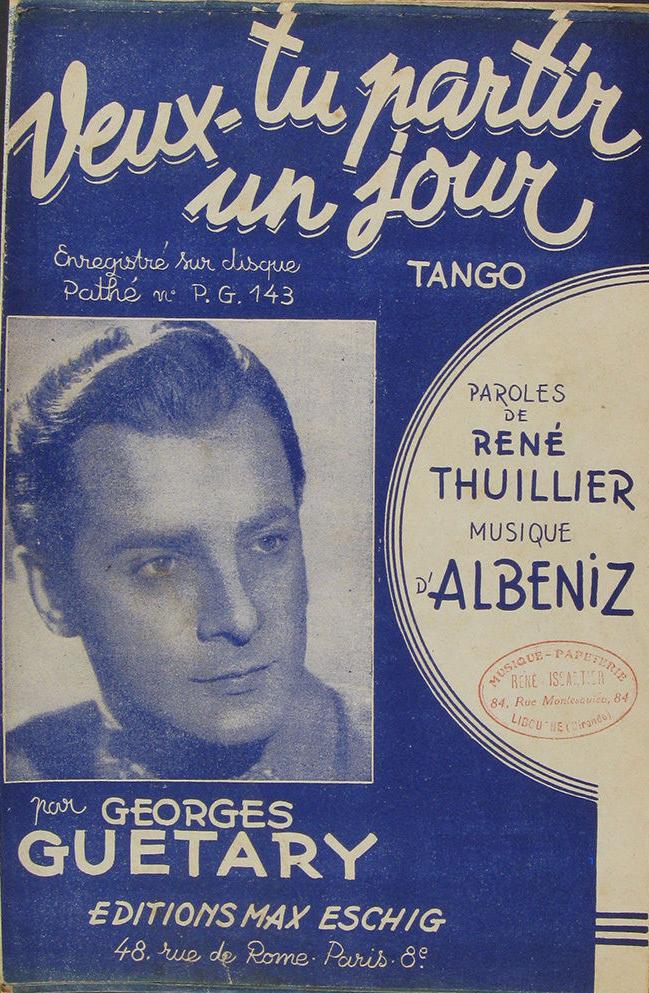 Veux-tu partir
un jour
Enregistré sur disque
Pathé n° P. G. 143
TANGO
PAROLES
DE
RENÉ
THUILLIER
MUSIQUE
D'ALBENIZ
MUSIQUE-PAPETERIE
RENÉ
84, Rue Montesquieu, 84
LIBOURNE (Gironde)
par GEORGES
GUETARY
EDITIONS MAX ESCHIG
48. rue de Rome. Paris. 8e